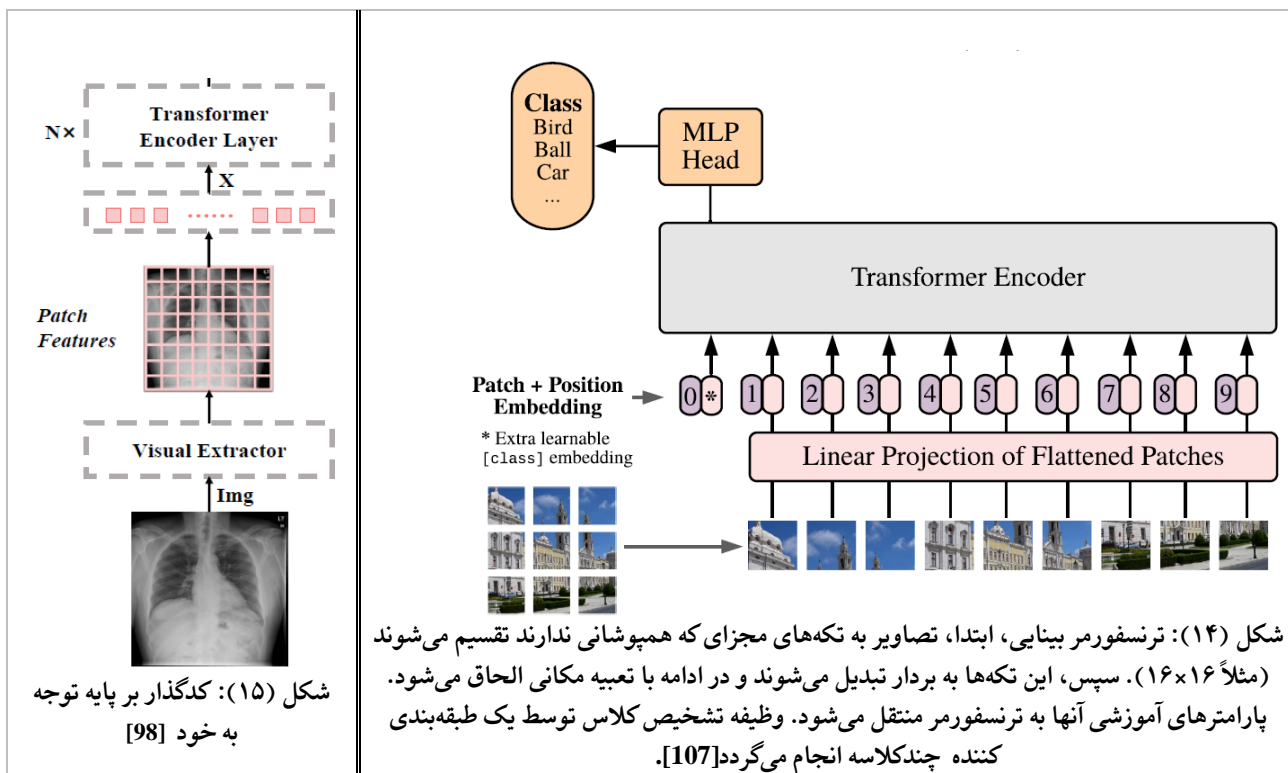 Transformer
Encoder Layer
N×
X
Patch
Features
Visual Extractor
Img
شکل (۱۵): کدگذار بر پایه توجه
به خود [98]
Class
Bird
Ball
Car
...
MLP
Head
Transformer Encoder
Patch + Position
Embedding
* Extra learnable
[class] embedding
0 * 1 2 3 4 5 6 7 8 9
Linear Projection of Flattened Patches
شکل (۱۴): ترنسفورمر بینایی، ابتدا، تصاویر به تکه‌های مجزای که همپوشانی ندارند تقسیم می‌شوند
(مثلاً ۱۶×۱۶). سپس، این تکه‌ها به بردار تبدیل می‌شوند و در ادامه با تعبیه مکانی الحاق می‌شود.
پارامترهای آموزشی آنها به ترنسفورمر منتقل می‌شود. وظیفه تشخیص کلاس توسط یک طبقه‌بندی
کننده چندکلاسه انجام می‌گردد[107].